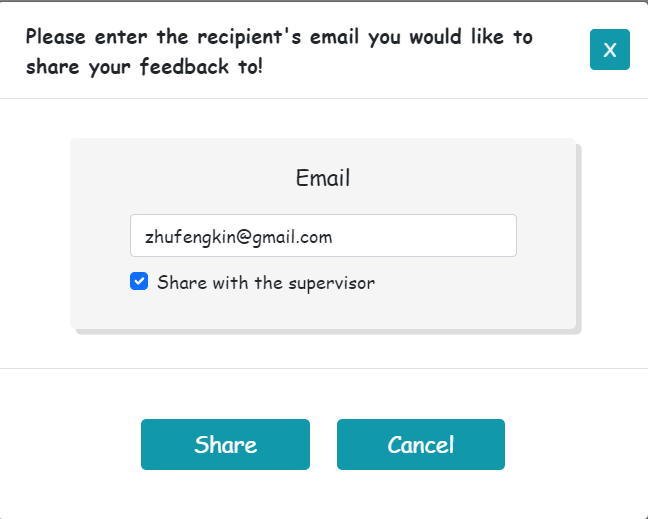 Please enter the recipient's email you would like to
share your feedback to!
X
Email
zhufengkin@gmail.com
Share with the supervisor
Share
Cancel